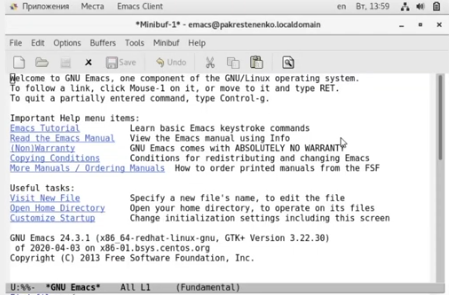 Приложения Места Emacs Client en Вт, 13:59
*Minibuf-1* - emacs@pakrestenenko.localdomain
File Edit Options Buffers Tools Minibuf Help
Save Undo
Welcome to GNU Emacs, one component of the GNU/Linux operating system.
To follow a link, click Mouse-1 on it, or move to it and type RET.
To quit a partially entered command, type Control-g.
Important Help menu items:
Emacs Tutorial Learn basic Emacs keystroke commands
Read the Emacs Manual View the Emacs manual using Info
(Non)Warranty GNU Emacs comes with ABSOLUTELY NO WARRANTY
Copying Conditions Conditions for redistributing and changing Emacs
More Manuals / Ordering Manuals How to order printed manuals from the FSF
Useful tasks:
Visit New File Specify a new file's name, to edit the file
Open Home Directory Open your home directory, to operate on its files
Customize Startup Change initialization settings including this screen
GNU Emacs 24.3.1 (x86_64-redhat-linux-gnu, GTK+ Version 3.22.30)
of 2020-04-03 on x86-01.bsys.centos.org
Copyright (C) 2013 Free Software Foundation, Inc.
U:%%- *GNU Emacs* All L1 (Fundamental)